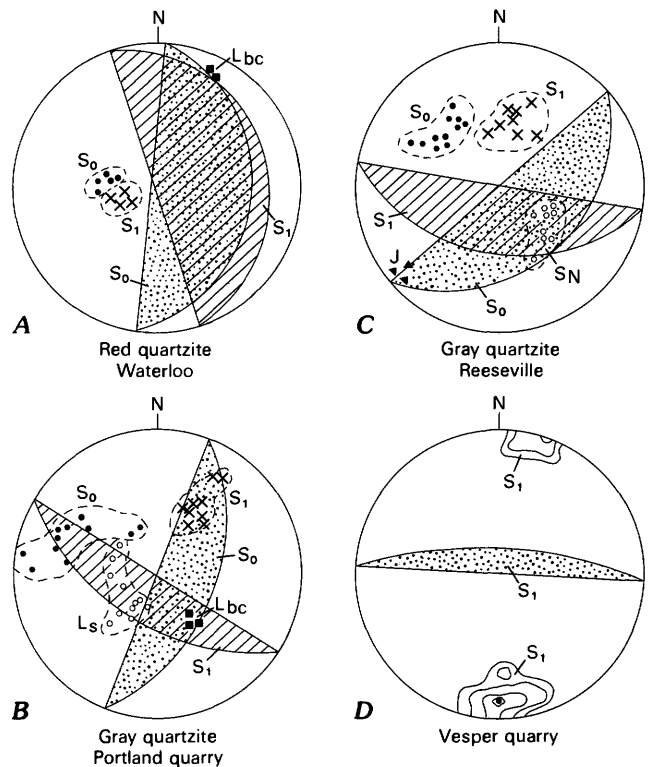 N
Lbc
S0
S1
S1
S0
A
Red quartzite
Waterloo
N
S0
S1
S1
J
SN
S0
C
Gray quartzite
Reeseville
N
S0
S1
S0
Ls
Lbc
S1
B
Gray quartzite
Portland quarry
N
S1
S1
S1
D
Vesper quarry